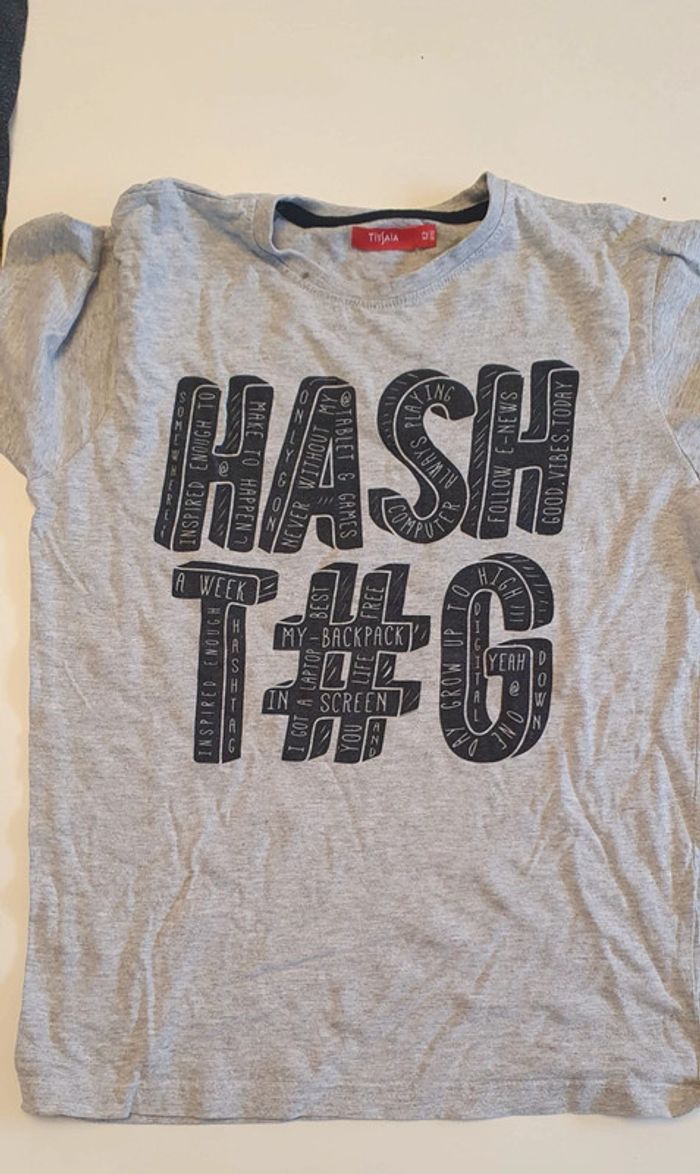 TiYSAiA
HASH
SOMEWHERE!
INSPIRED ENOUGH TO
@
MAKE TO HAPPEN
ONLY G ON
NEVER WITHOUT MY
@TABLET G GAMES
ALWAYS PLAYING
COMPUTER
FOLLOW E-NEWS
GOOD.VIBES.TODAY
T#G
A WEEK
INSPIRED ENOUGH
HASHTAG
MY BACKPACK
IN SCREEN
I GOT A LAPTOP, BEST
YOU LIFE FREE
AND
DAY GROW UP TO HIGH!!!
DIGITAL
YEAH
@ ONE
DOWN